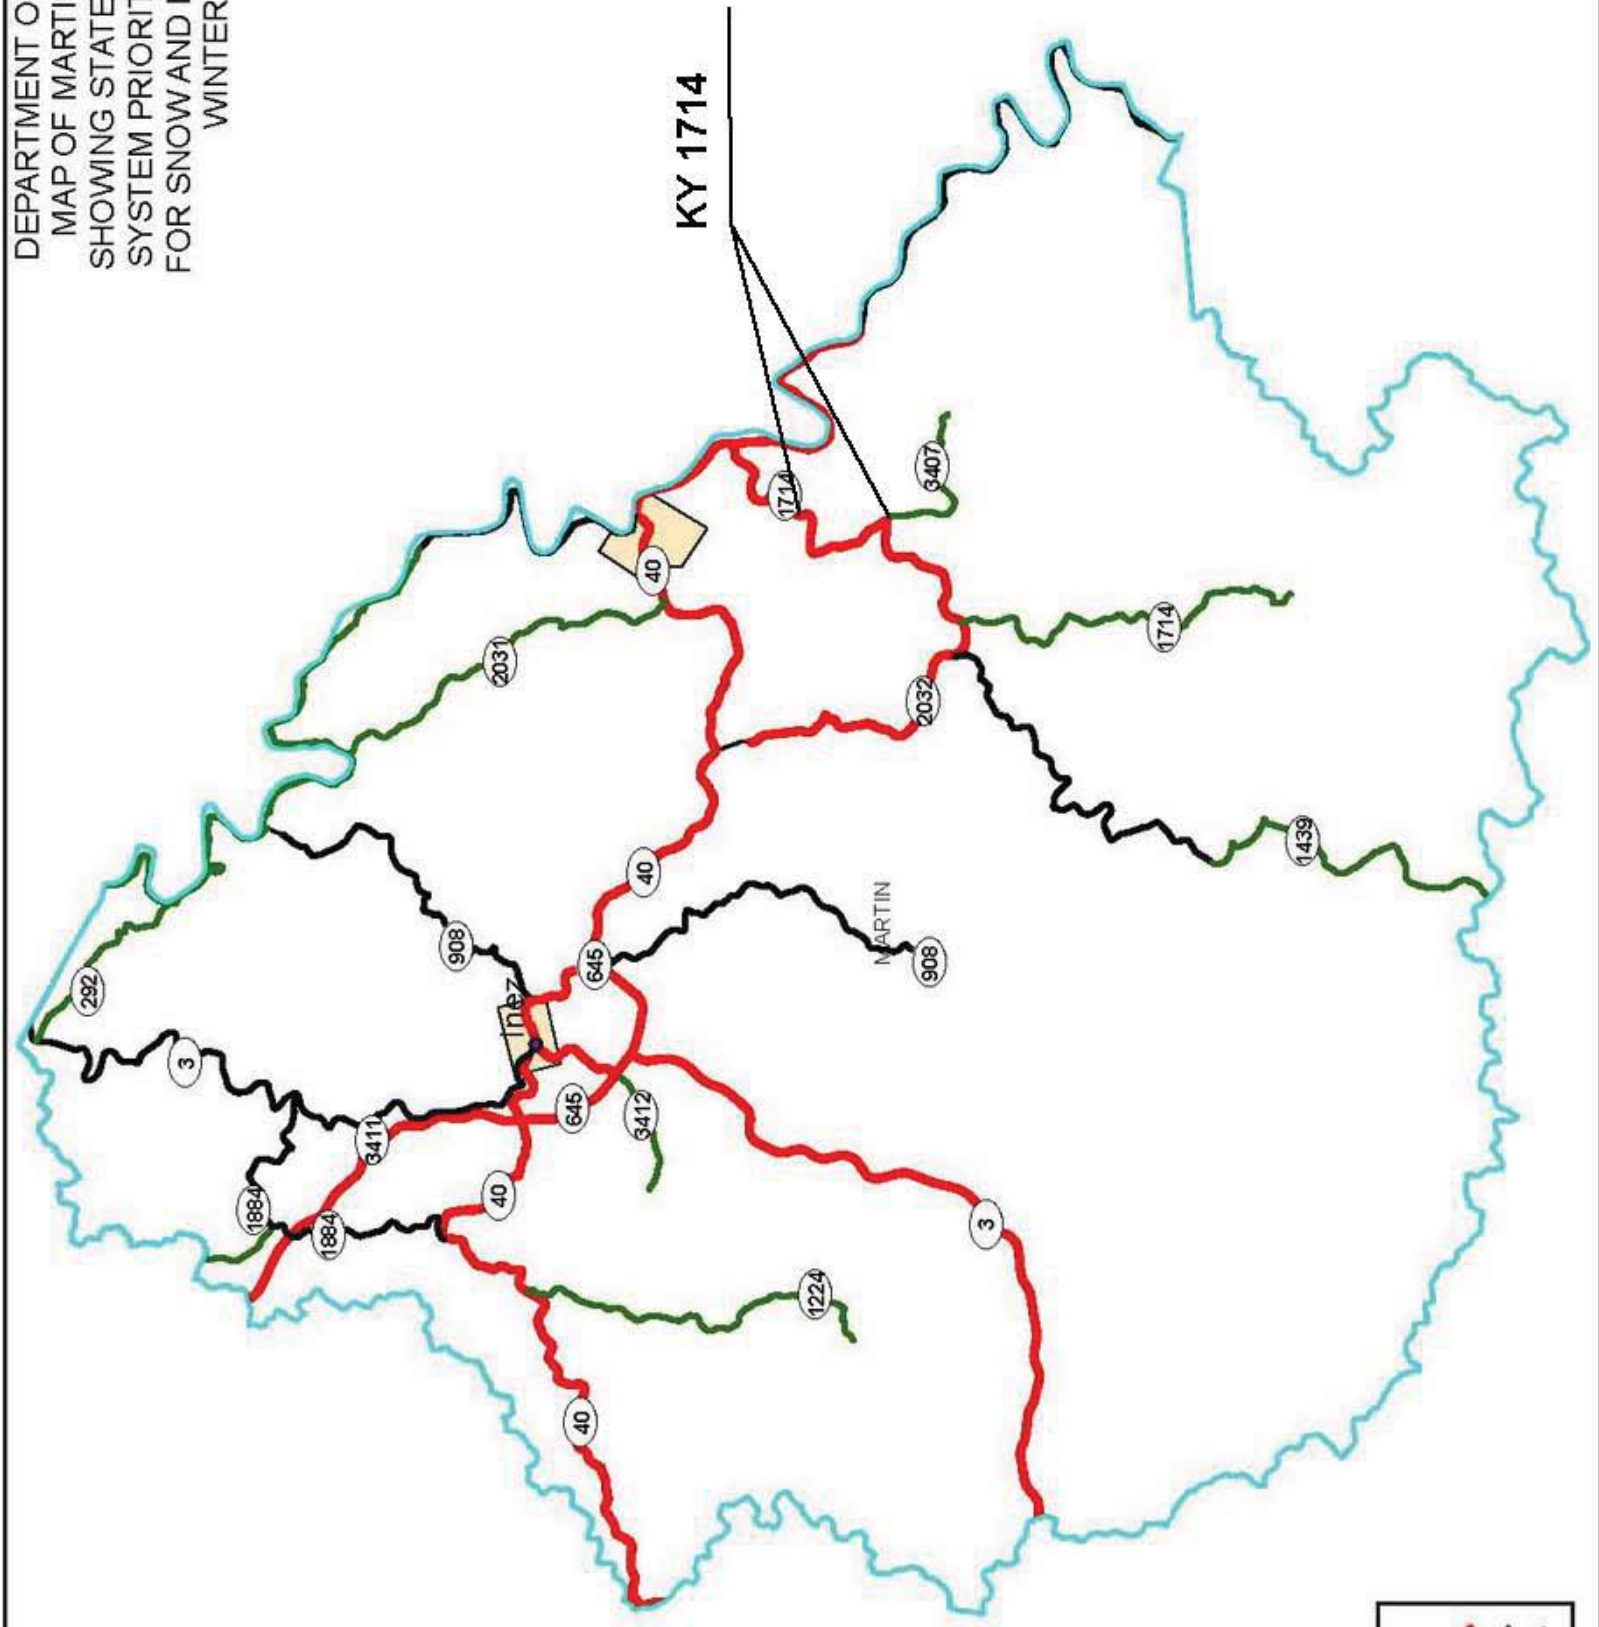 DEPARTMENT O
MAP OF MARTI
SHOWING STATE
SYSTEM PRIORIT
FOR SNOW AND
WINTER
KY 1714
292
3
908
2031
40
1714
3407
1884
3411
1884
Inez
645
40
2032
1714
40
645
3412
908
MARTIN
1439
1224
3
40